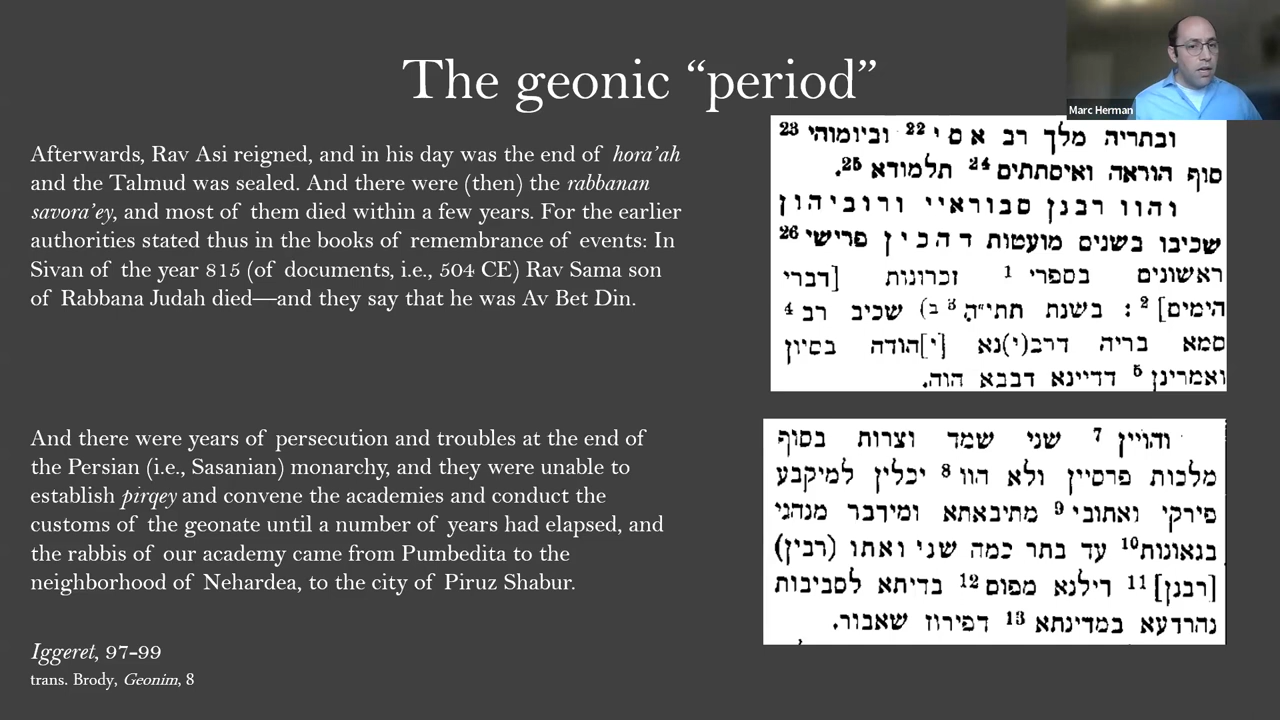 The geonic “period”
Marc Herman
Afterwards, Rav Asi reigned, and in his day was the end of hora’ah
and the Talmud was sealed. And there were (then) the rabbanan
savora’ey, and most of them died within a few years. For the earlier
authorities stated thus in the books of remembrance of events: In
Sivan of the year 815 (of documents, i.e., 504 CE) Rav Sama son
of Rabbana Judah died—and they say that he was Av Bet Din.
ובתריה מלך רב אסי 22 וביומוהי 23
סוף הוראה ואיסתתים 24 תלמודא 25.
והוו רבנן סבוראיי ורוביהון
שכיבו בשנים מועטות דהכין פרישי 26
ראשונים בספרי 1 זכרונות [דברי
הימים] 2 : בשנת תתי״ה 3 ב) שכיב רב 4
סמא בריה דרב(י)נא [י]הודה בסיון
ואמרינן 5 דדיינא דבבא הוה.
And there were years of persecution and troubles at the end of
the Persian (i.e., Sasanian) monarchy, and they were unable to
establish pirqey and convene the academies and conduct the
customs of the geonate until a number of years had elapsed, and
the rabbis of our academy came from Pumbedita to the
neighborhood of Nehardea, to the city of Piruz Shabur.
והויין 7 שני שמד וצרות בסוף
מלכות פרסיין ולא הוו 8 יכלין למיקבע
פירקי ואתובי 9 מתיבאתא ומידבר מנהגי
בגאונות 10 עד בתר כמה שני ואתו (רבין)
[רבנן] 11 דילנא מפום 12 בדיתא לסביבות
נהרדעא במדינתא 13 דפירוז שאבור.
Iggeret, 97-99
trans. Brody, Geonim, 8